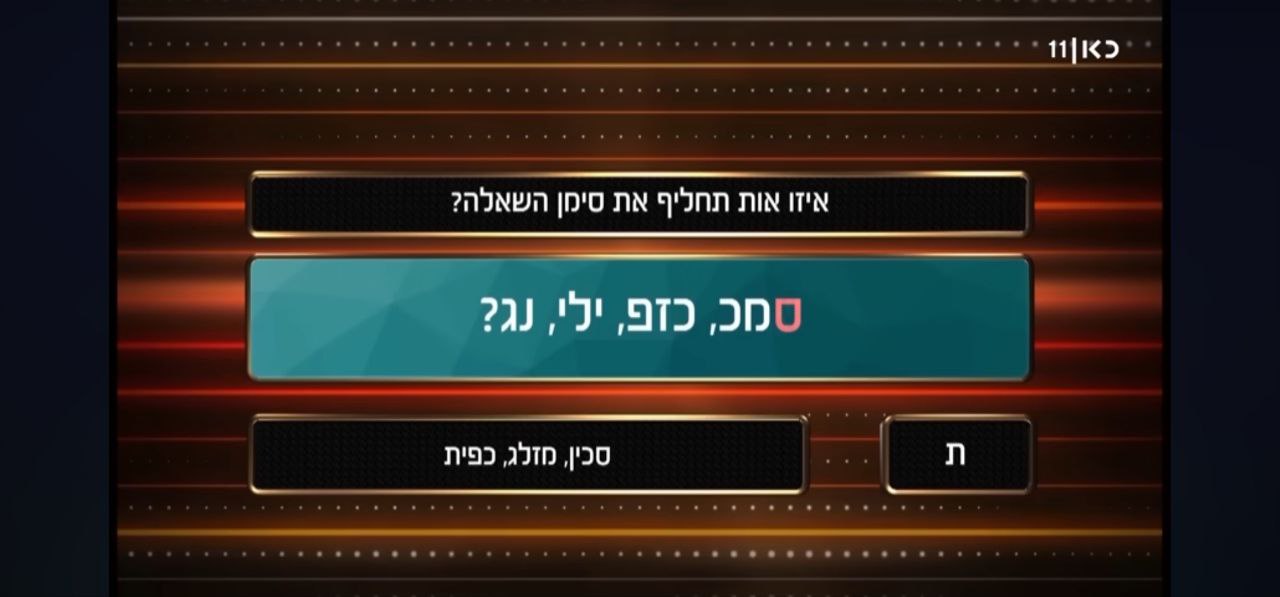 כאן|11
איזו אות תחליף את סימן השאלה?
סמכ, כזפ, ילי, נג?
ת
סכין, מזלג, כפית